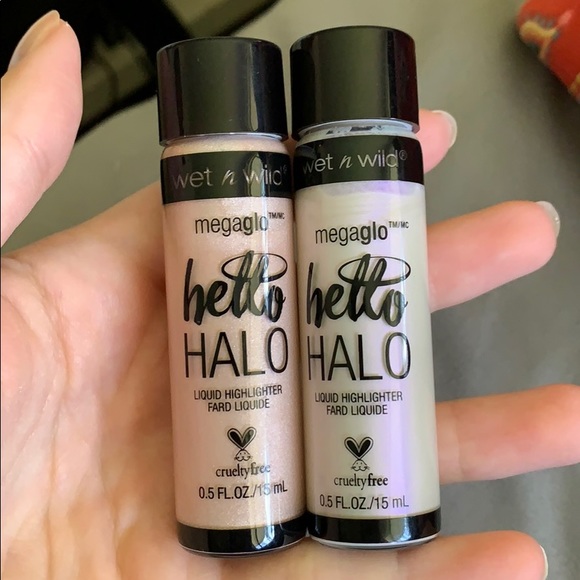 wet n wild®
megaglo™/MC
hello
HALO
LIQUID HIGHLIGHTER
FARD LIQUIDE
crueltyfree
0.5 FL.OZ./15 mL
wet n wild®
megaglo™/MC
hello
HALO
LIQUID HIGHLIGHTER
FARD LIQUIDE
crueltyfree
0.5 FL.OZ./15 mL